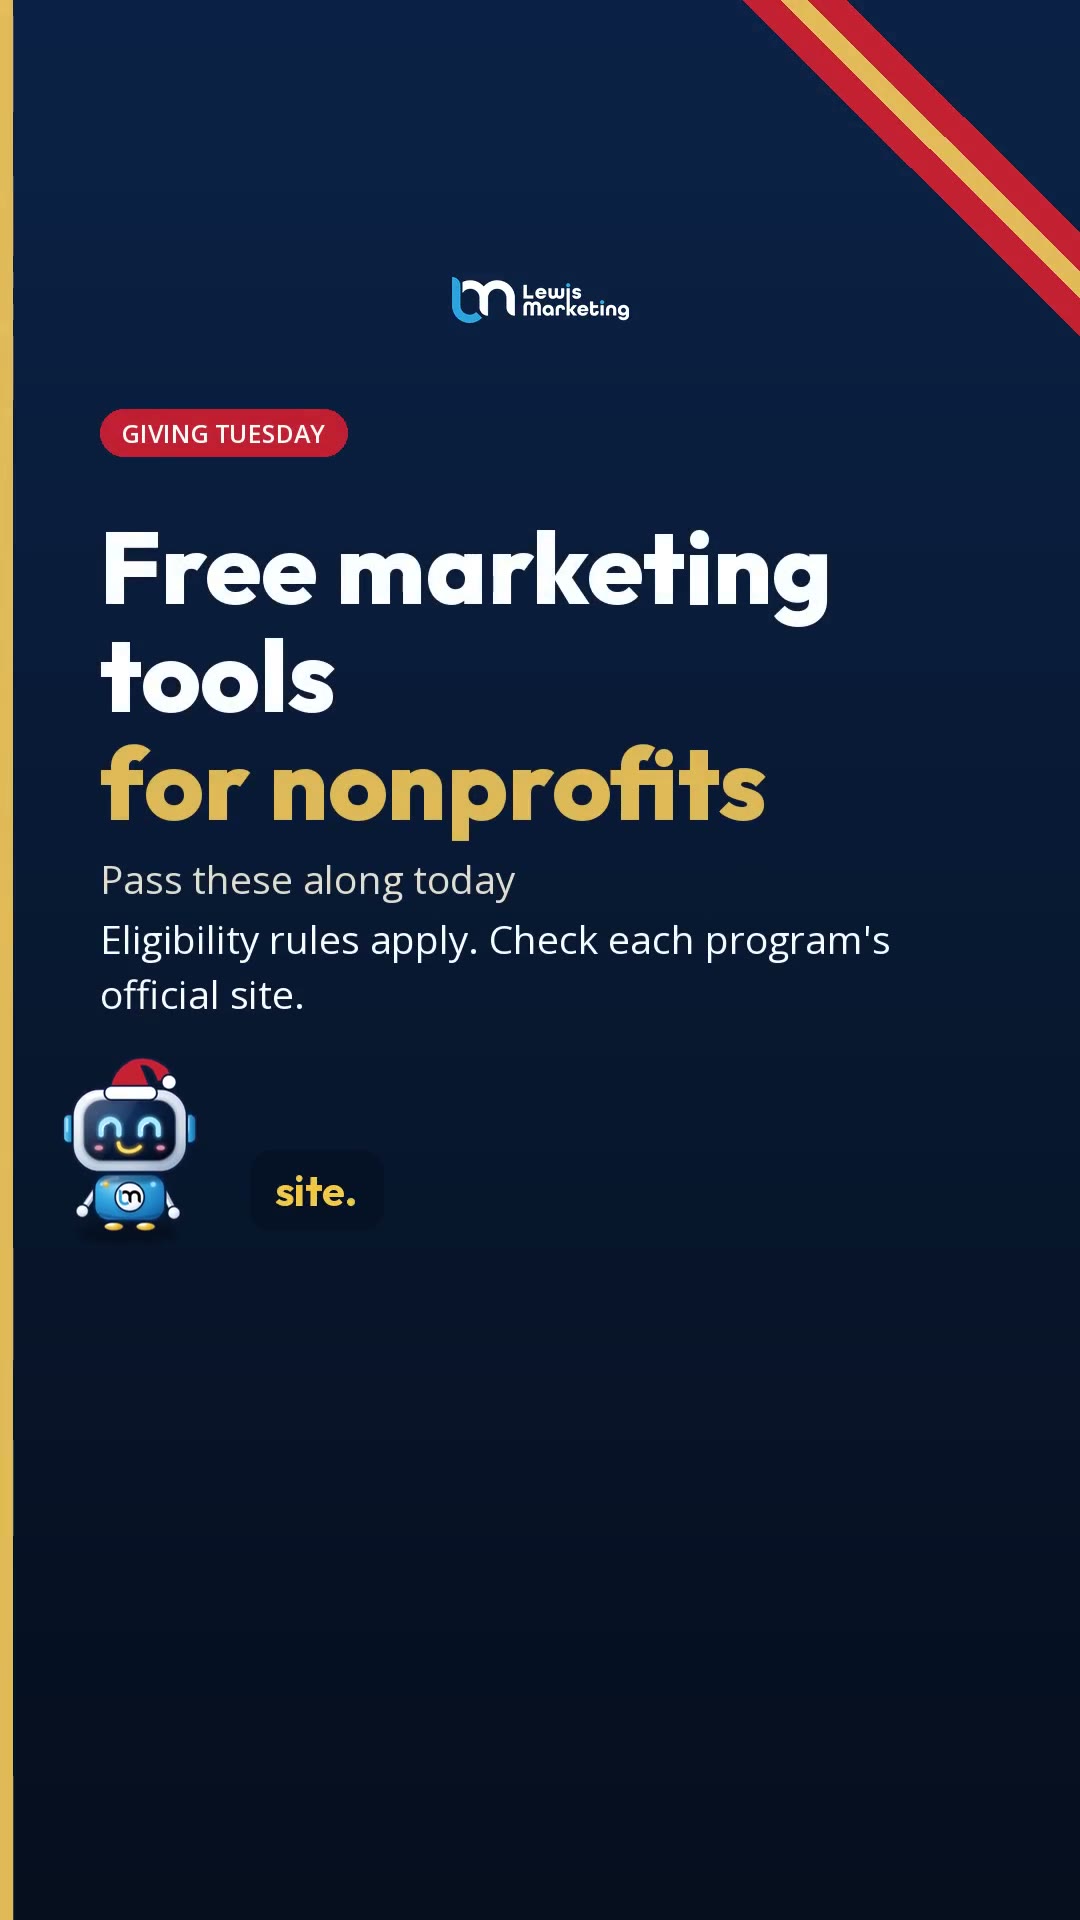 Lewis
Marketing
GIVING TUESDAY
Free marketing
tools
for nonprofits
Pass these along today
Eligibility rules apply. Check each program's
official site.
site.